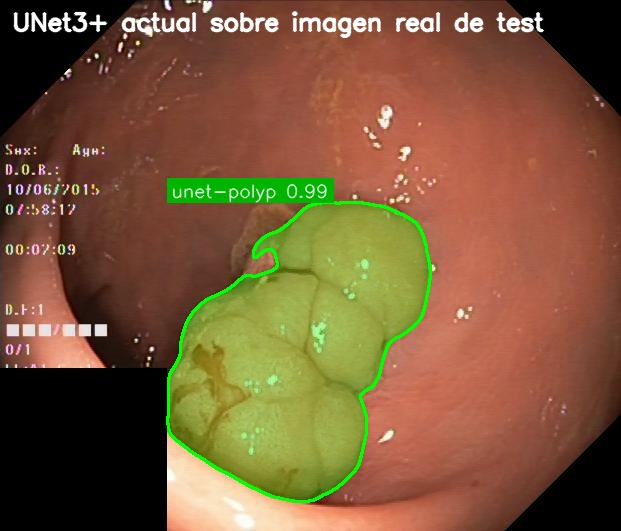 UNet3+ actual sobre imagen real de test
Sex: Age:
D.O.B.:
10/06/2015
unet-polyp 0.99
07:58:17
00:02:09
D.F:1
0/1